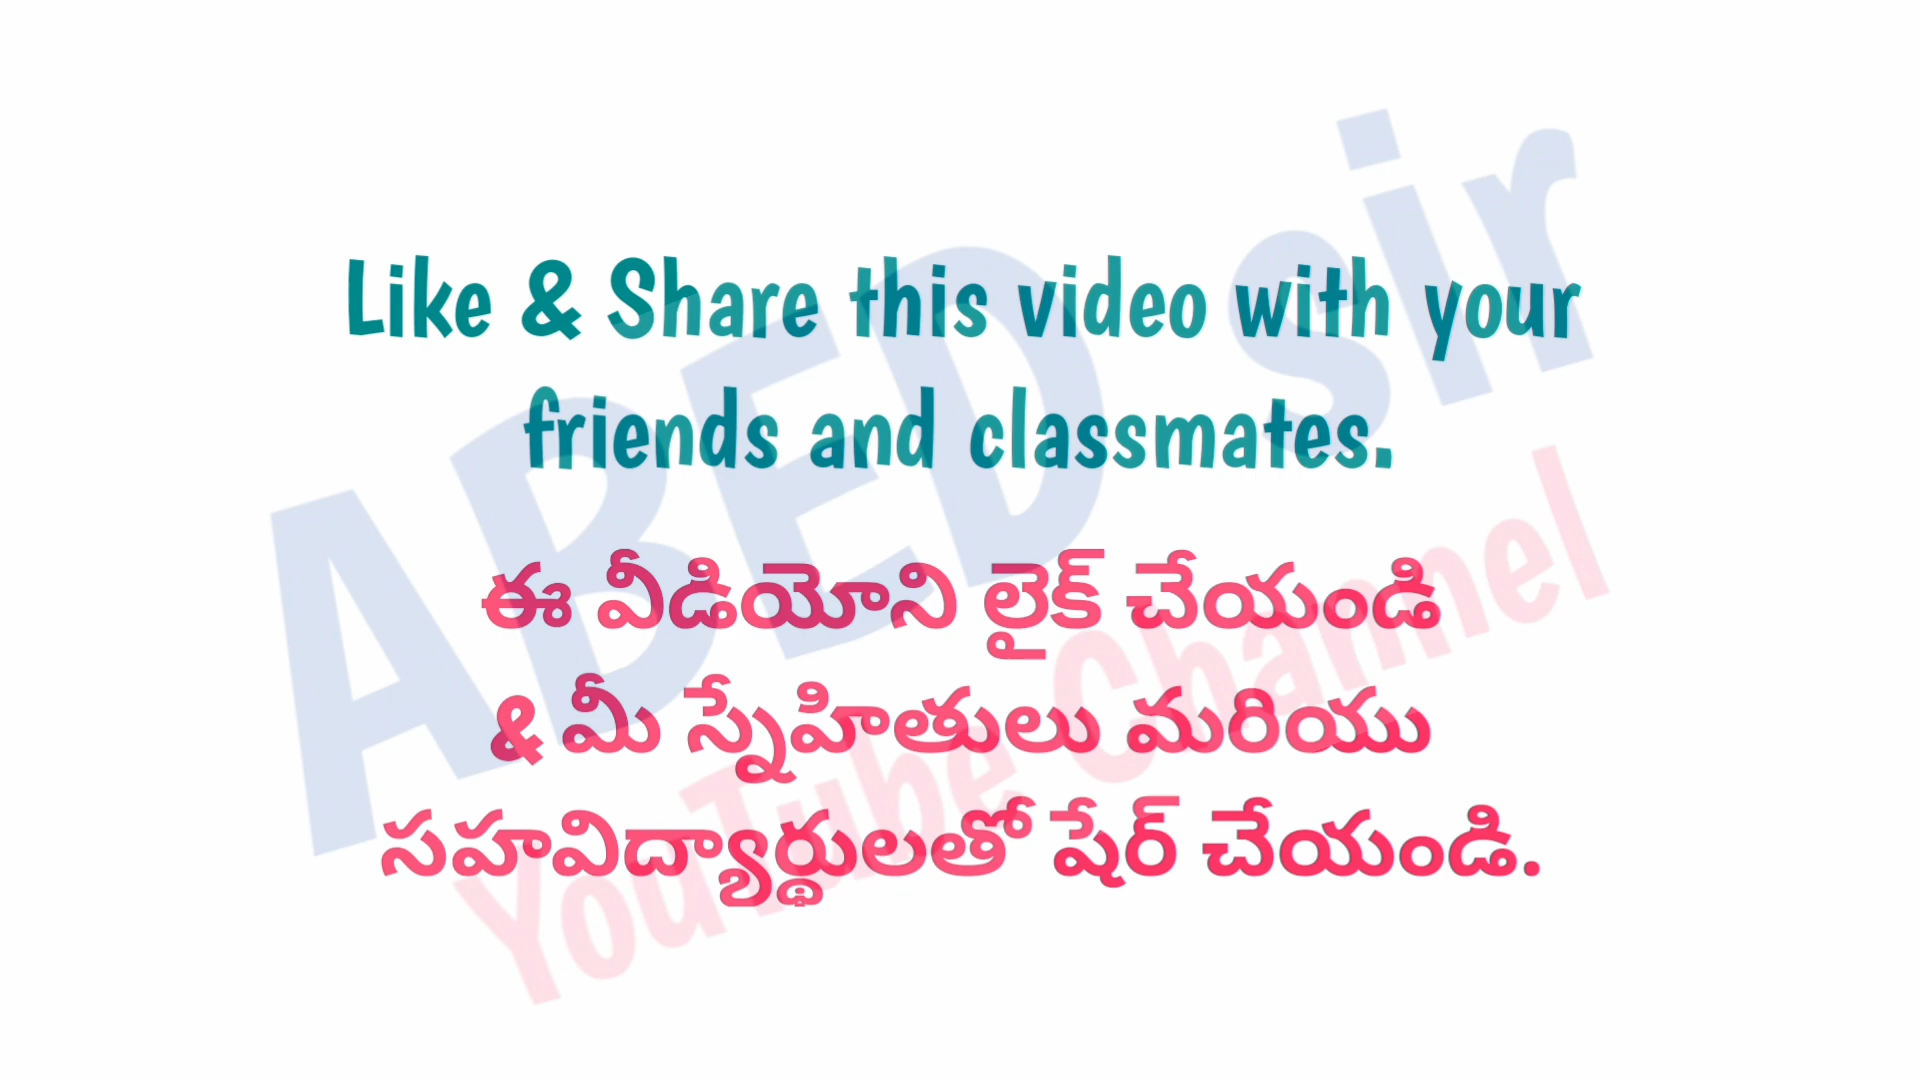 Like & Share this video with your
friends and classmates.
ఈ వీడియోని లైక్ చేయండి
& మీ స్నేహితులు మరియు
సహవిద్యార్థులతో షేర్ చేయండి.
ABED sir
YouTube Channel